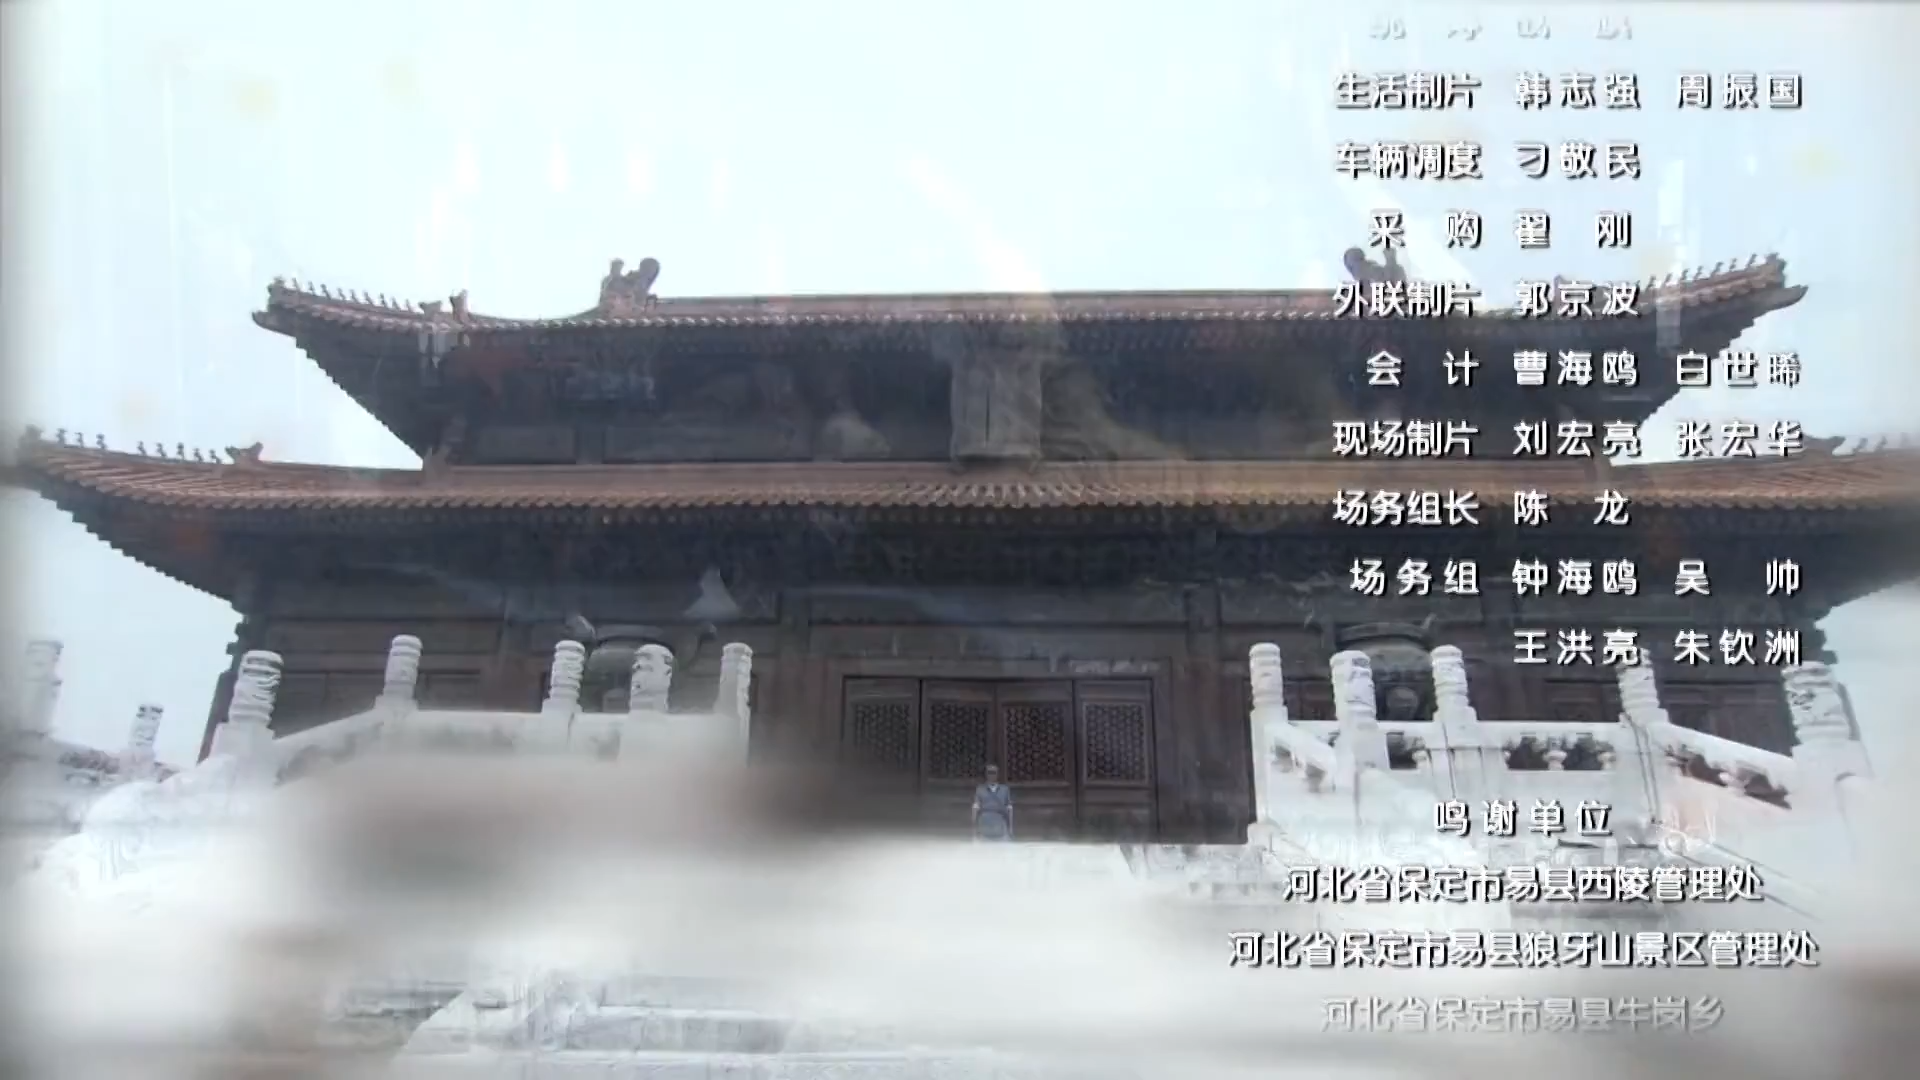 生活制片 韩志强 周振国
车辆调度 刁敬民
采 购 翟 刚
外联制片 郭京波
会 计 曹海鸥 白世晞
现场制片 刘宏亮 张宏华
场务组长 陈 龙
场务组 钟海鸥 吴 帅
王洪亮 朱钦洲
鸣谢单位
河北省保定市易县西陵管理处
河北省保定市易县狼牙山景区管理处
河北省保定市易县牛岗乡